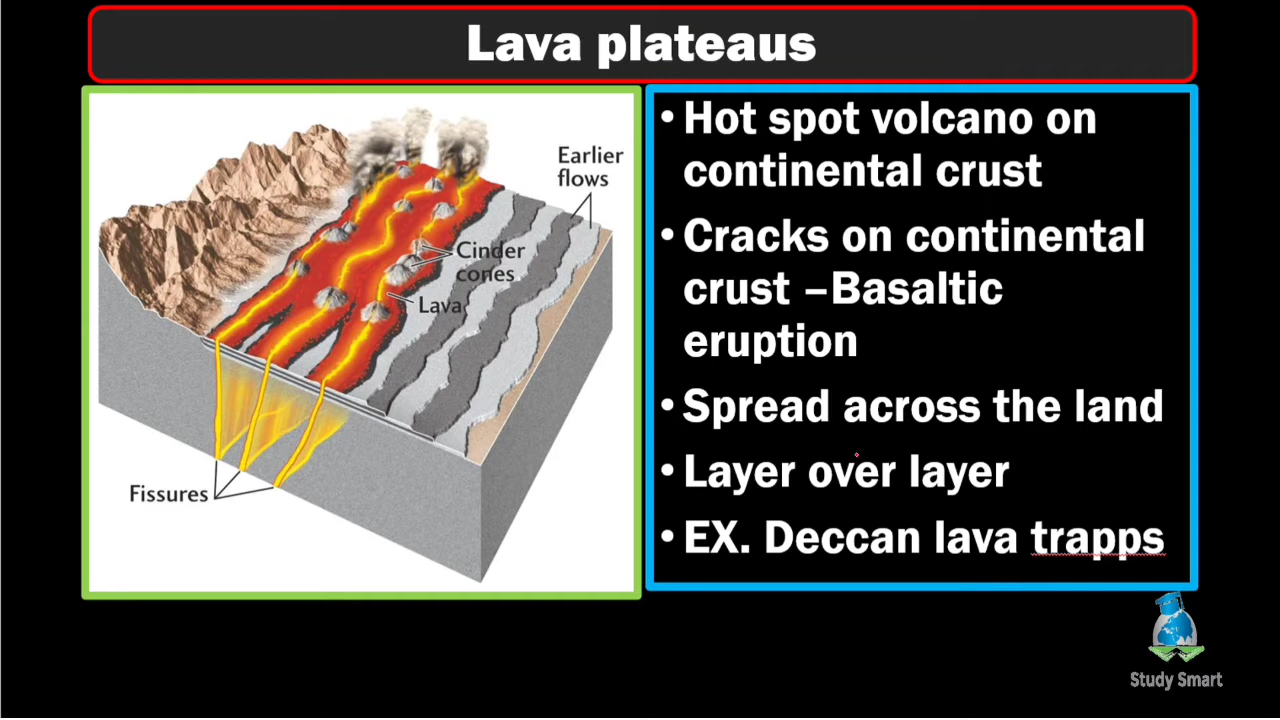 Lava plateaus
Earlier
flows
Cinder
cones
Lava
Fissures
• Hot spot volcano on
continental crust
• Cracks on continental
crust –Basaltic
eruption
• Spread across the land
• Layer over layer
• EX. Deccan lava trapps
Study Smart